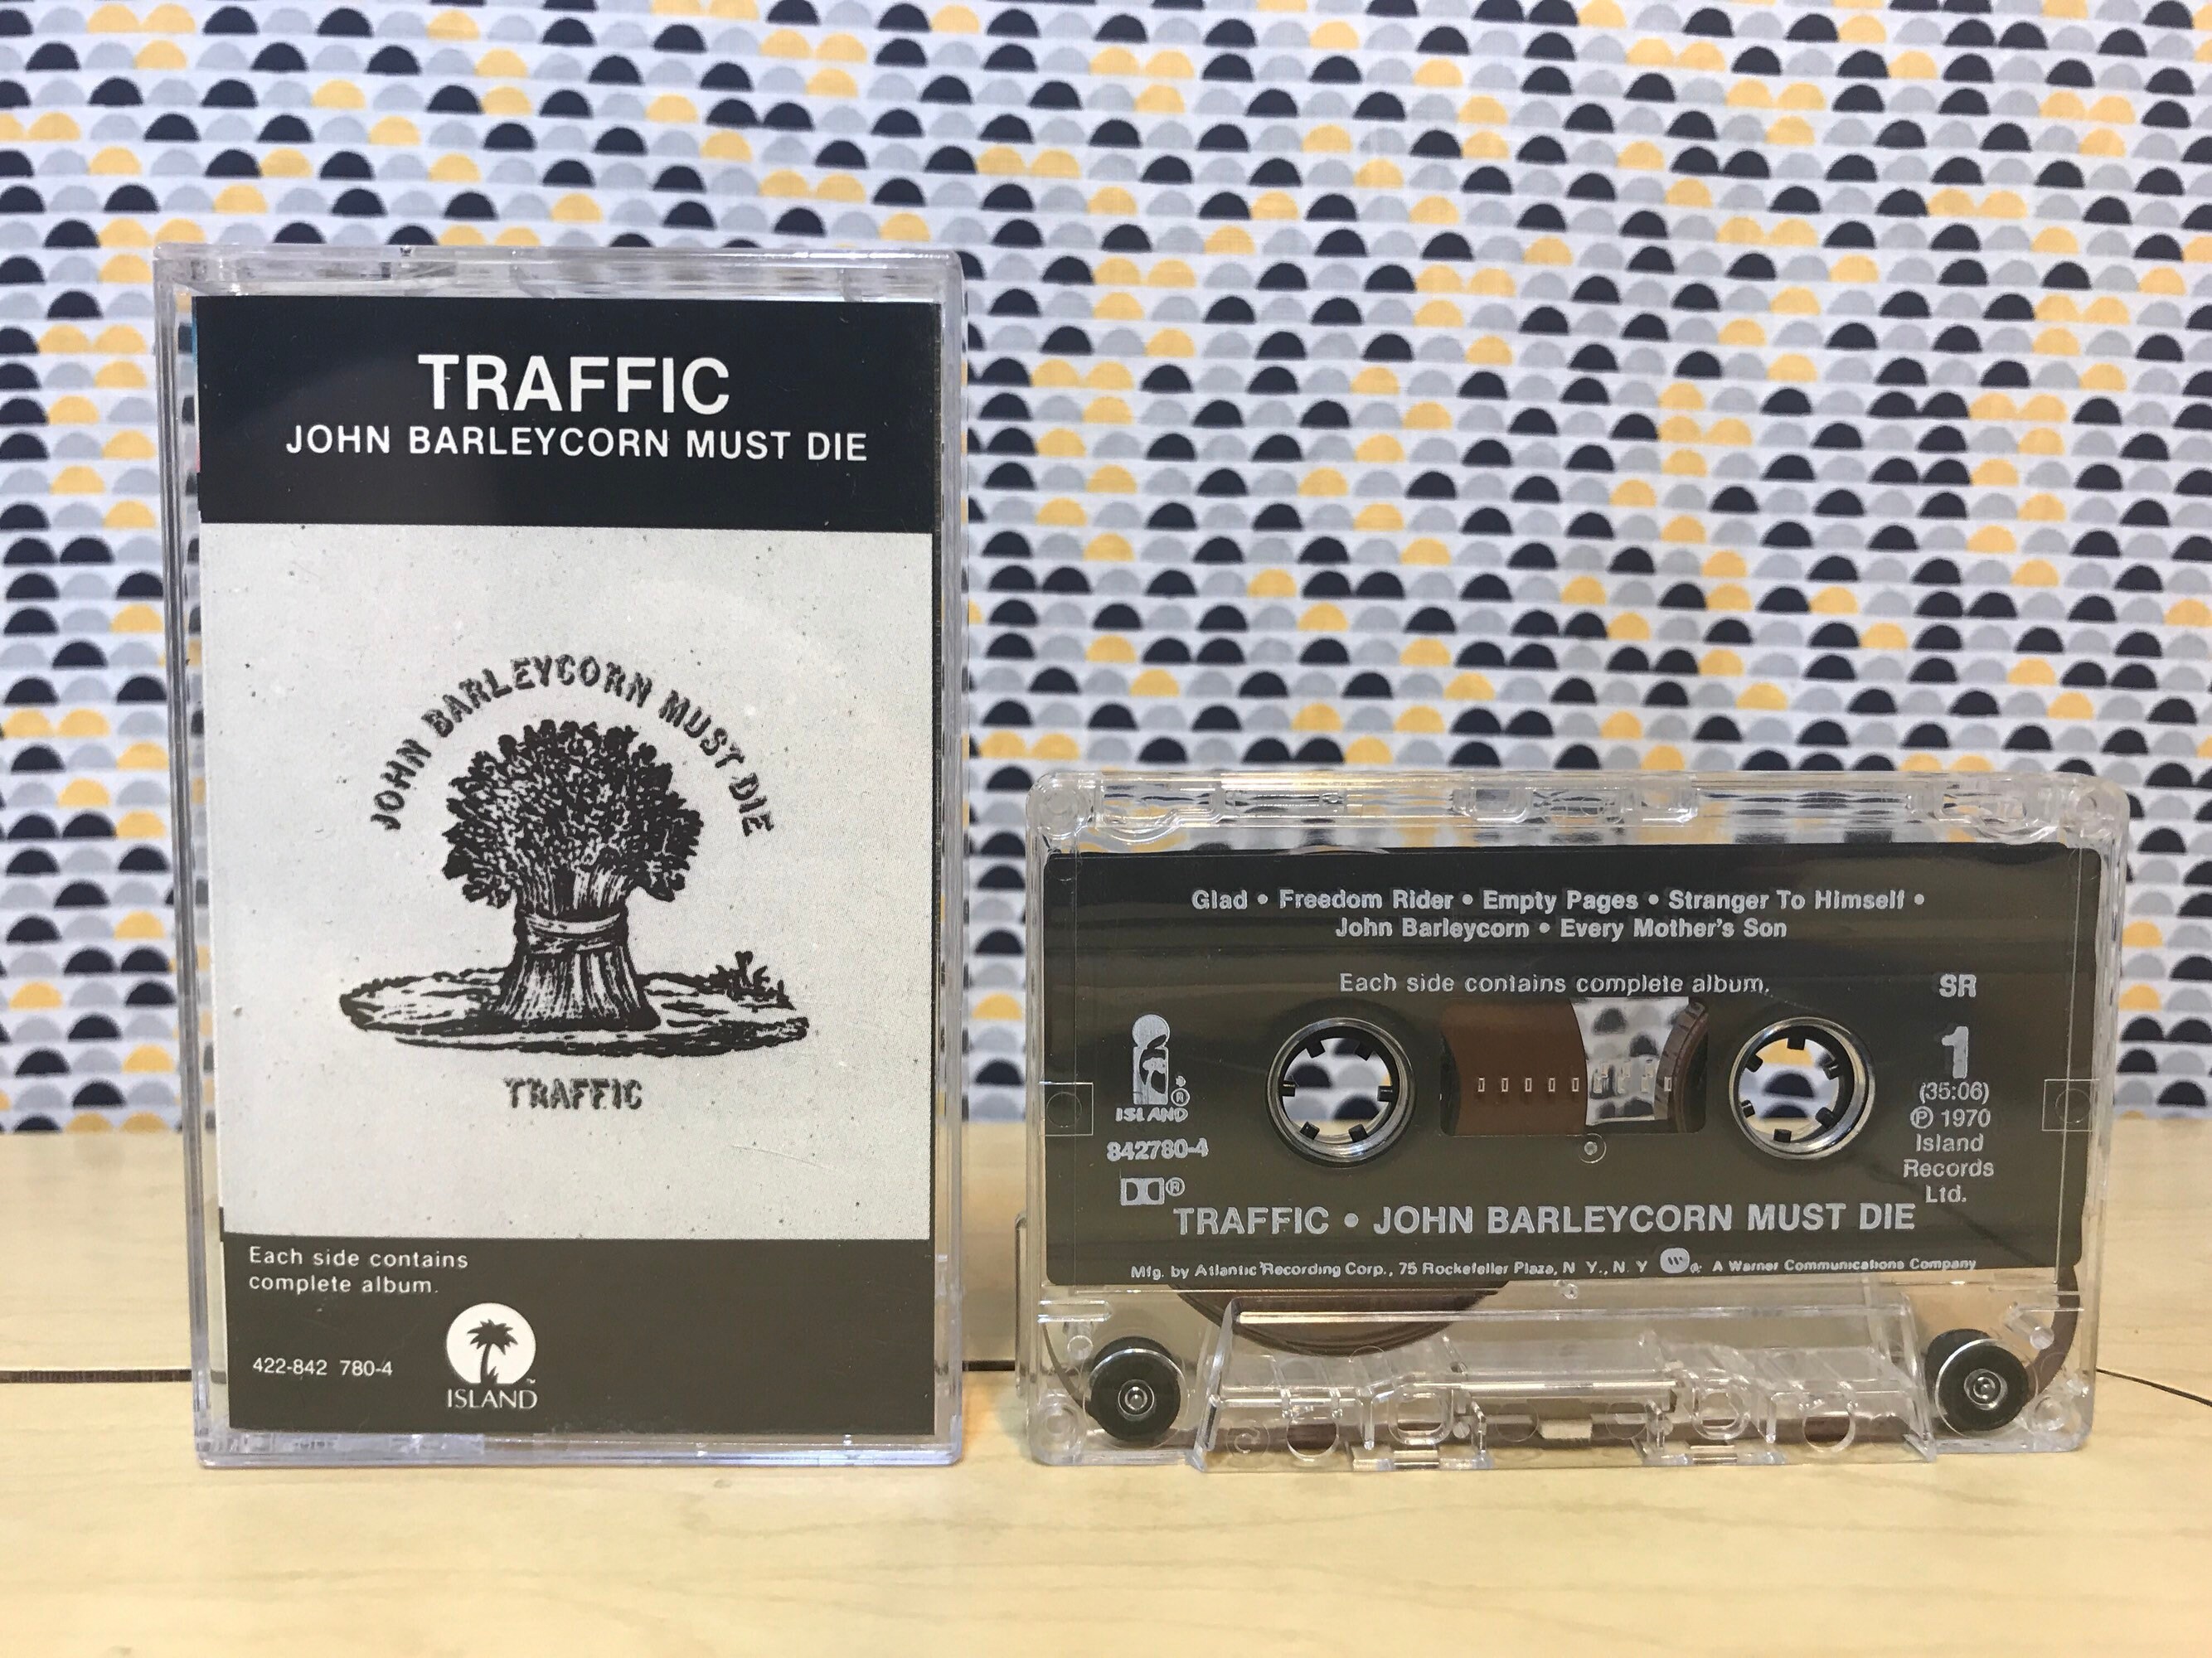 TRAFFIC
JOHN BARLEYCORN MUST DIE
JOHN BARLEYCORN MUST DIE
TRAFFIC
Each side contains
complete album.
422-842 780-4
ISLAND™
Glad • Freedom Rider • Empty Pages • Stranger To Himself •
John Barleycorn • Every Mother's Son
Each side contains complete album.
SR
1
(35:06)
℗ 1970
Island
Records
Ltd.
®
ISLAND
842780-4
®
TRAFFIC • JOHN BARLEYCORN MUST DIE
Mfg. by Atlantic Recording Corp., 75 Rockefeller Plaza, N Y., N. Y ® A Warner Communications Company